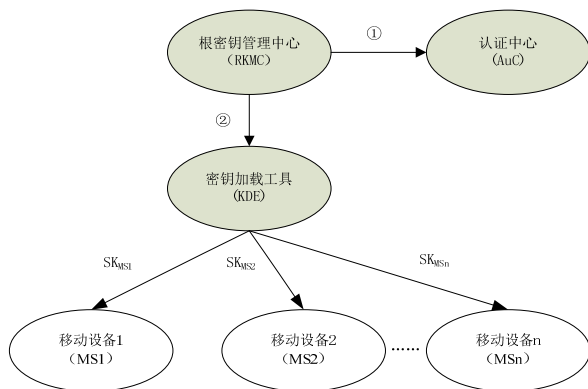 根密钥管理中心
（RKMC）
①
认证中心
(AuC)
②
密钥加载工具
(KDE)
SK_MS1
SK_MS2
SK_MSn
移动设备1
（MS1）
移动设备2
（MS2）
……
移动设备n
（MSn）